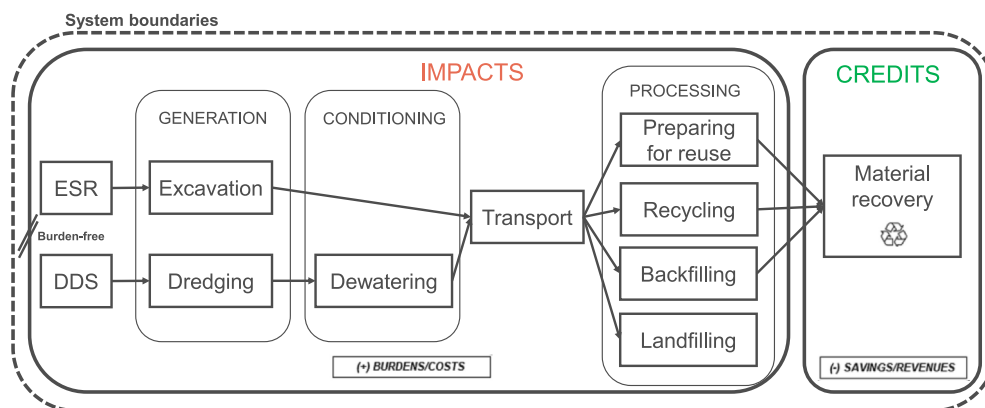 System boundaries
IMPACTS
CREDITS
GENERATION
CONDITIONING
PROCESSING
ESR
Excavation
Burden-free
DDS
Dredging
Dewatering
Transport
Preparing
for reuse
Recycling
Backfilling
Landfilling
Material
recovery
(+) BURDENS/COSTS
(-) SAVINGS/REVENUES